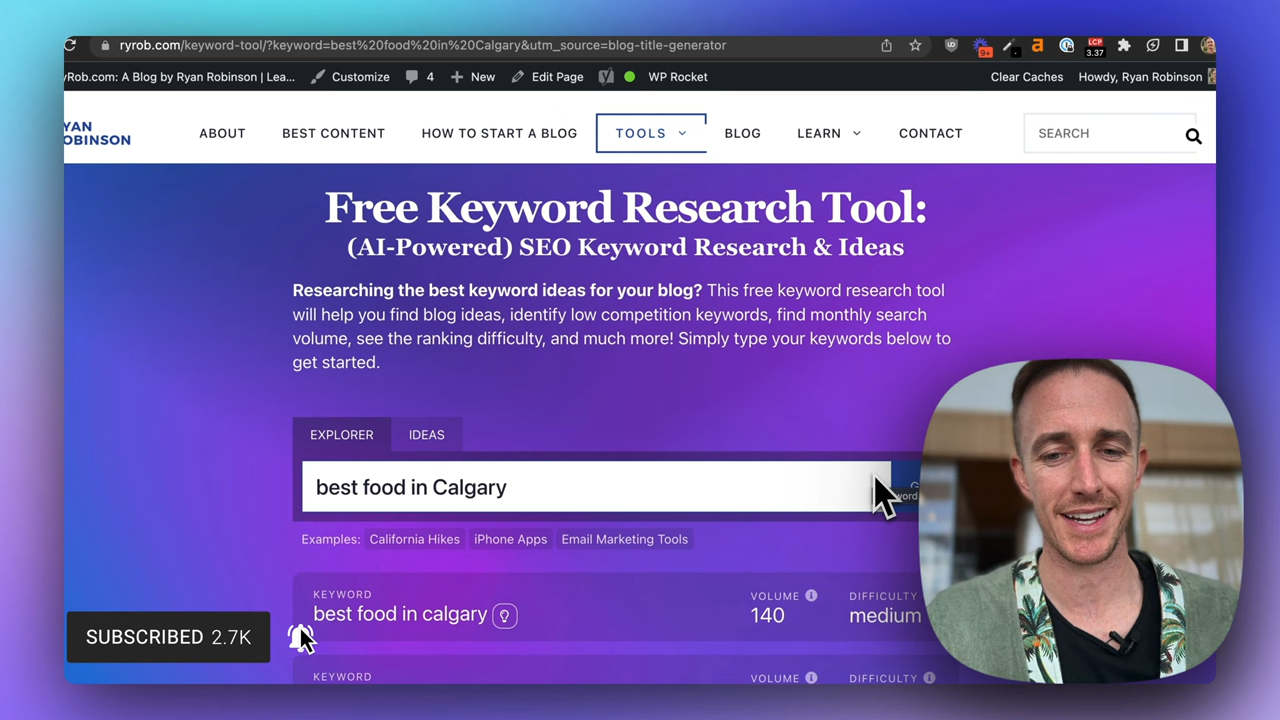 ryrob.com/keyword-tool/?keyword=best%20food%20in%20Calgary&utm_source=blog-title-generator
9+
a
LCP
3.37
yRob.com: A Blog by Ryan Robinson | Lea...
Customize
4
New
Edit Page
WP Rocket
Clear Caches
Howdy, Ryan Robinson
YAN
OBINSON
ABOUT
BEST CONTENT
HOW TO START A BLOG
TOOLS
BLOG
LEARN
CONTACT
SEARCH
Free Keyword Research Tool:
(AI-Powered) SEO Keyword Research & Ideas
Researching the best keyword ideas for your blog? This free keyword research tool
will help you find blog ideas, identify low competition keywords, find monthly search
volume, see the ranking difficulty, and much more! Simply type your keywords below to
get started.
EXPLORER
IDEAS
best food in Calgary
Examples:
California Hikes
iPhone Apps
Email Marketing Tools
KEYWORD
VOLUME
DIFFICULTY
best food in calgary
140
medium
SUBSCRIBED 2.7K
KEYWORD
VOLUME
DIFFICULTY